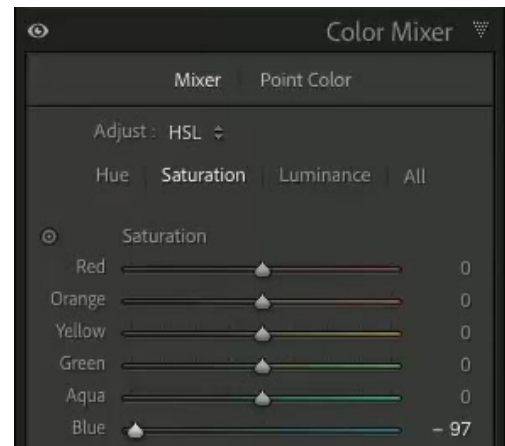 Color Mixer
Mixer Point Color
Adjust : HSL
Hue Saturation Luminance All
Saturation
Red 0
Orange 0
Yellow 0
Green 0
Aqua 0
Blue - 97